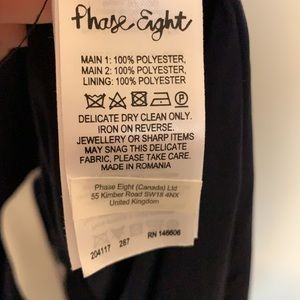 Phase Eight
MAIN 1: 100% POLYESTER,
MAIN 2: 100% POLYESTER,
LINING: 100% POLYESTER.
DELICATE DRY CLEAN ONLY.
IRON ON REVERSE.
JEWELLERY OR SHARP ITEMS
MAY SNAG THIS DELICATE
FABRIC, PLEASE TAKE CARE.
MADE IN ROMANIA
Phase Eight (Canada) Ltd
55 Kimber Road SW18 4NX
United Kingdom
204117 287 RN 146606